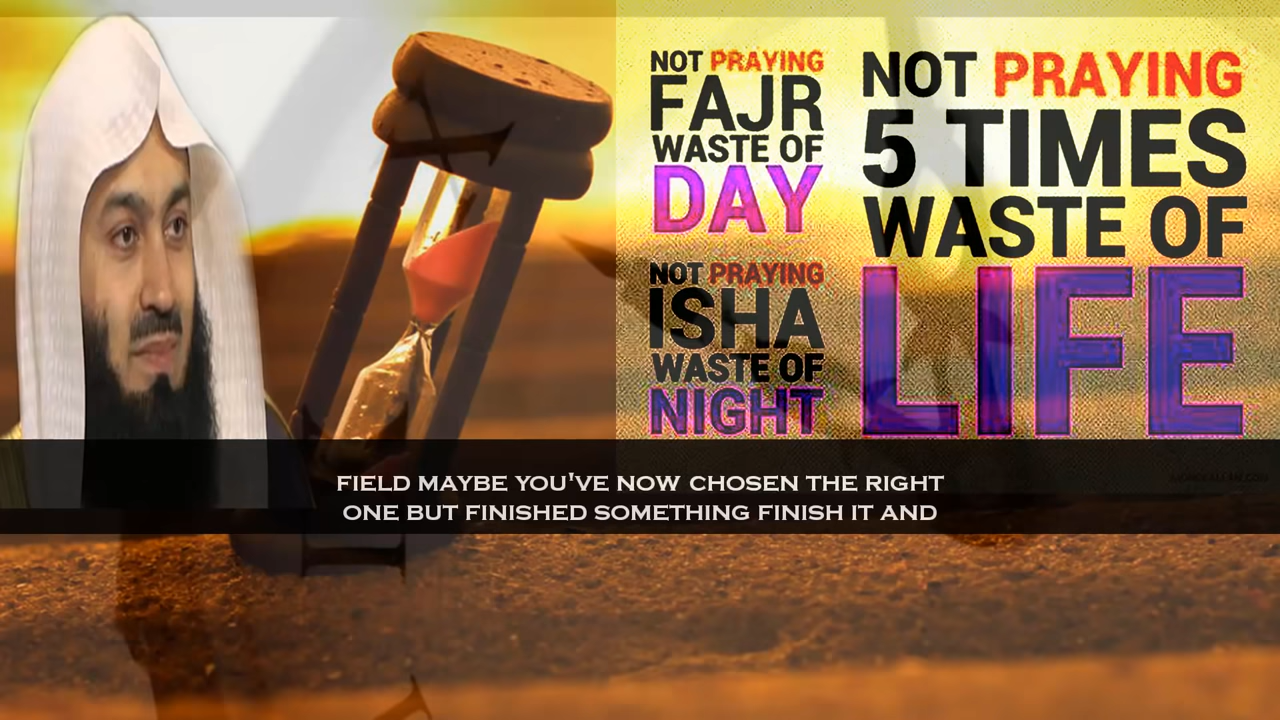 NOT PRAYING
FAJR
WASTE OF
DAY
NOT PRAYING
ISHA
WASTE OF
NIGHT
NOT PRAYING
5 TIMES
WASTE OF
LIFE
FIELD MAYBE YOU'VE NOW CHOSEN THE RIGHT
ONE BUT FINISHED SOMETHING FINISH IT AND